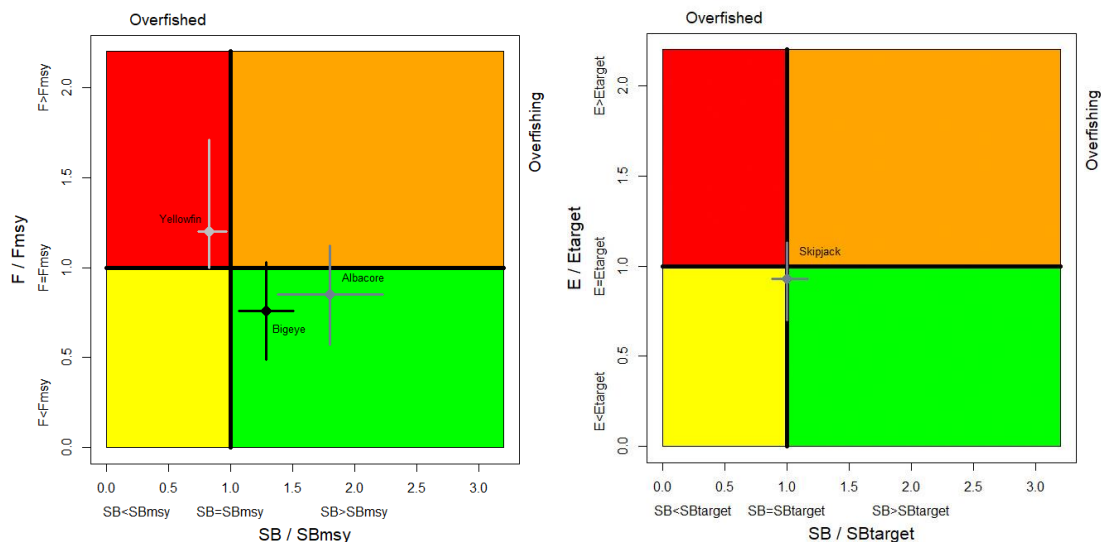 Overfished
F / Fmsy
F>Fmsy
F=Fmsy
F<Fmsy
2.0
1.5
1.0
0.5
0.0
Yellowfin
Albacore
Bigeye
Overfishing
0.0 0.5 1.0 1.5 2.0 2.5 3.0
SB<SBmsy SB=SBmsy SB>SBmsy
SB / SBmsy
Overfished
E / Etarget
E>Etarget
E=Etarget
E<Etarget
2.0
1.5
1.0
0.5
0.0
Skipjack
Overfishing
0.0 0.5 1.0 1.5 2.0 2.5 3.0
SB<SBtarget SB=SBtarget SB>SBtarget
SB / SBtarget